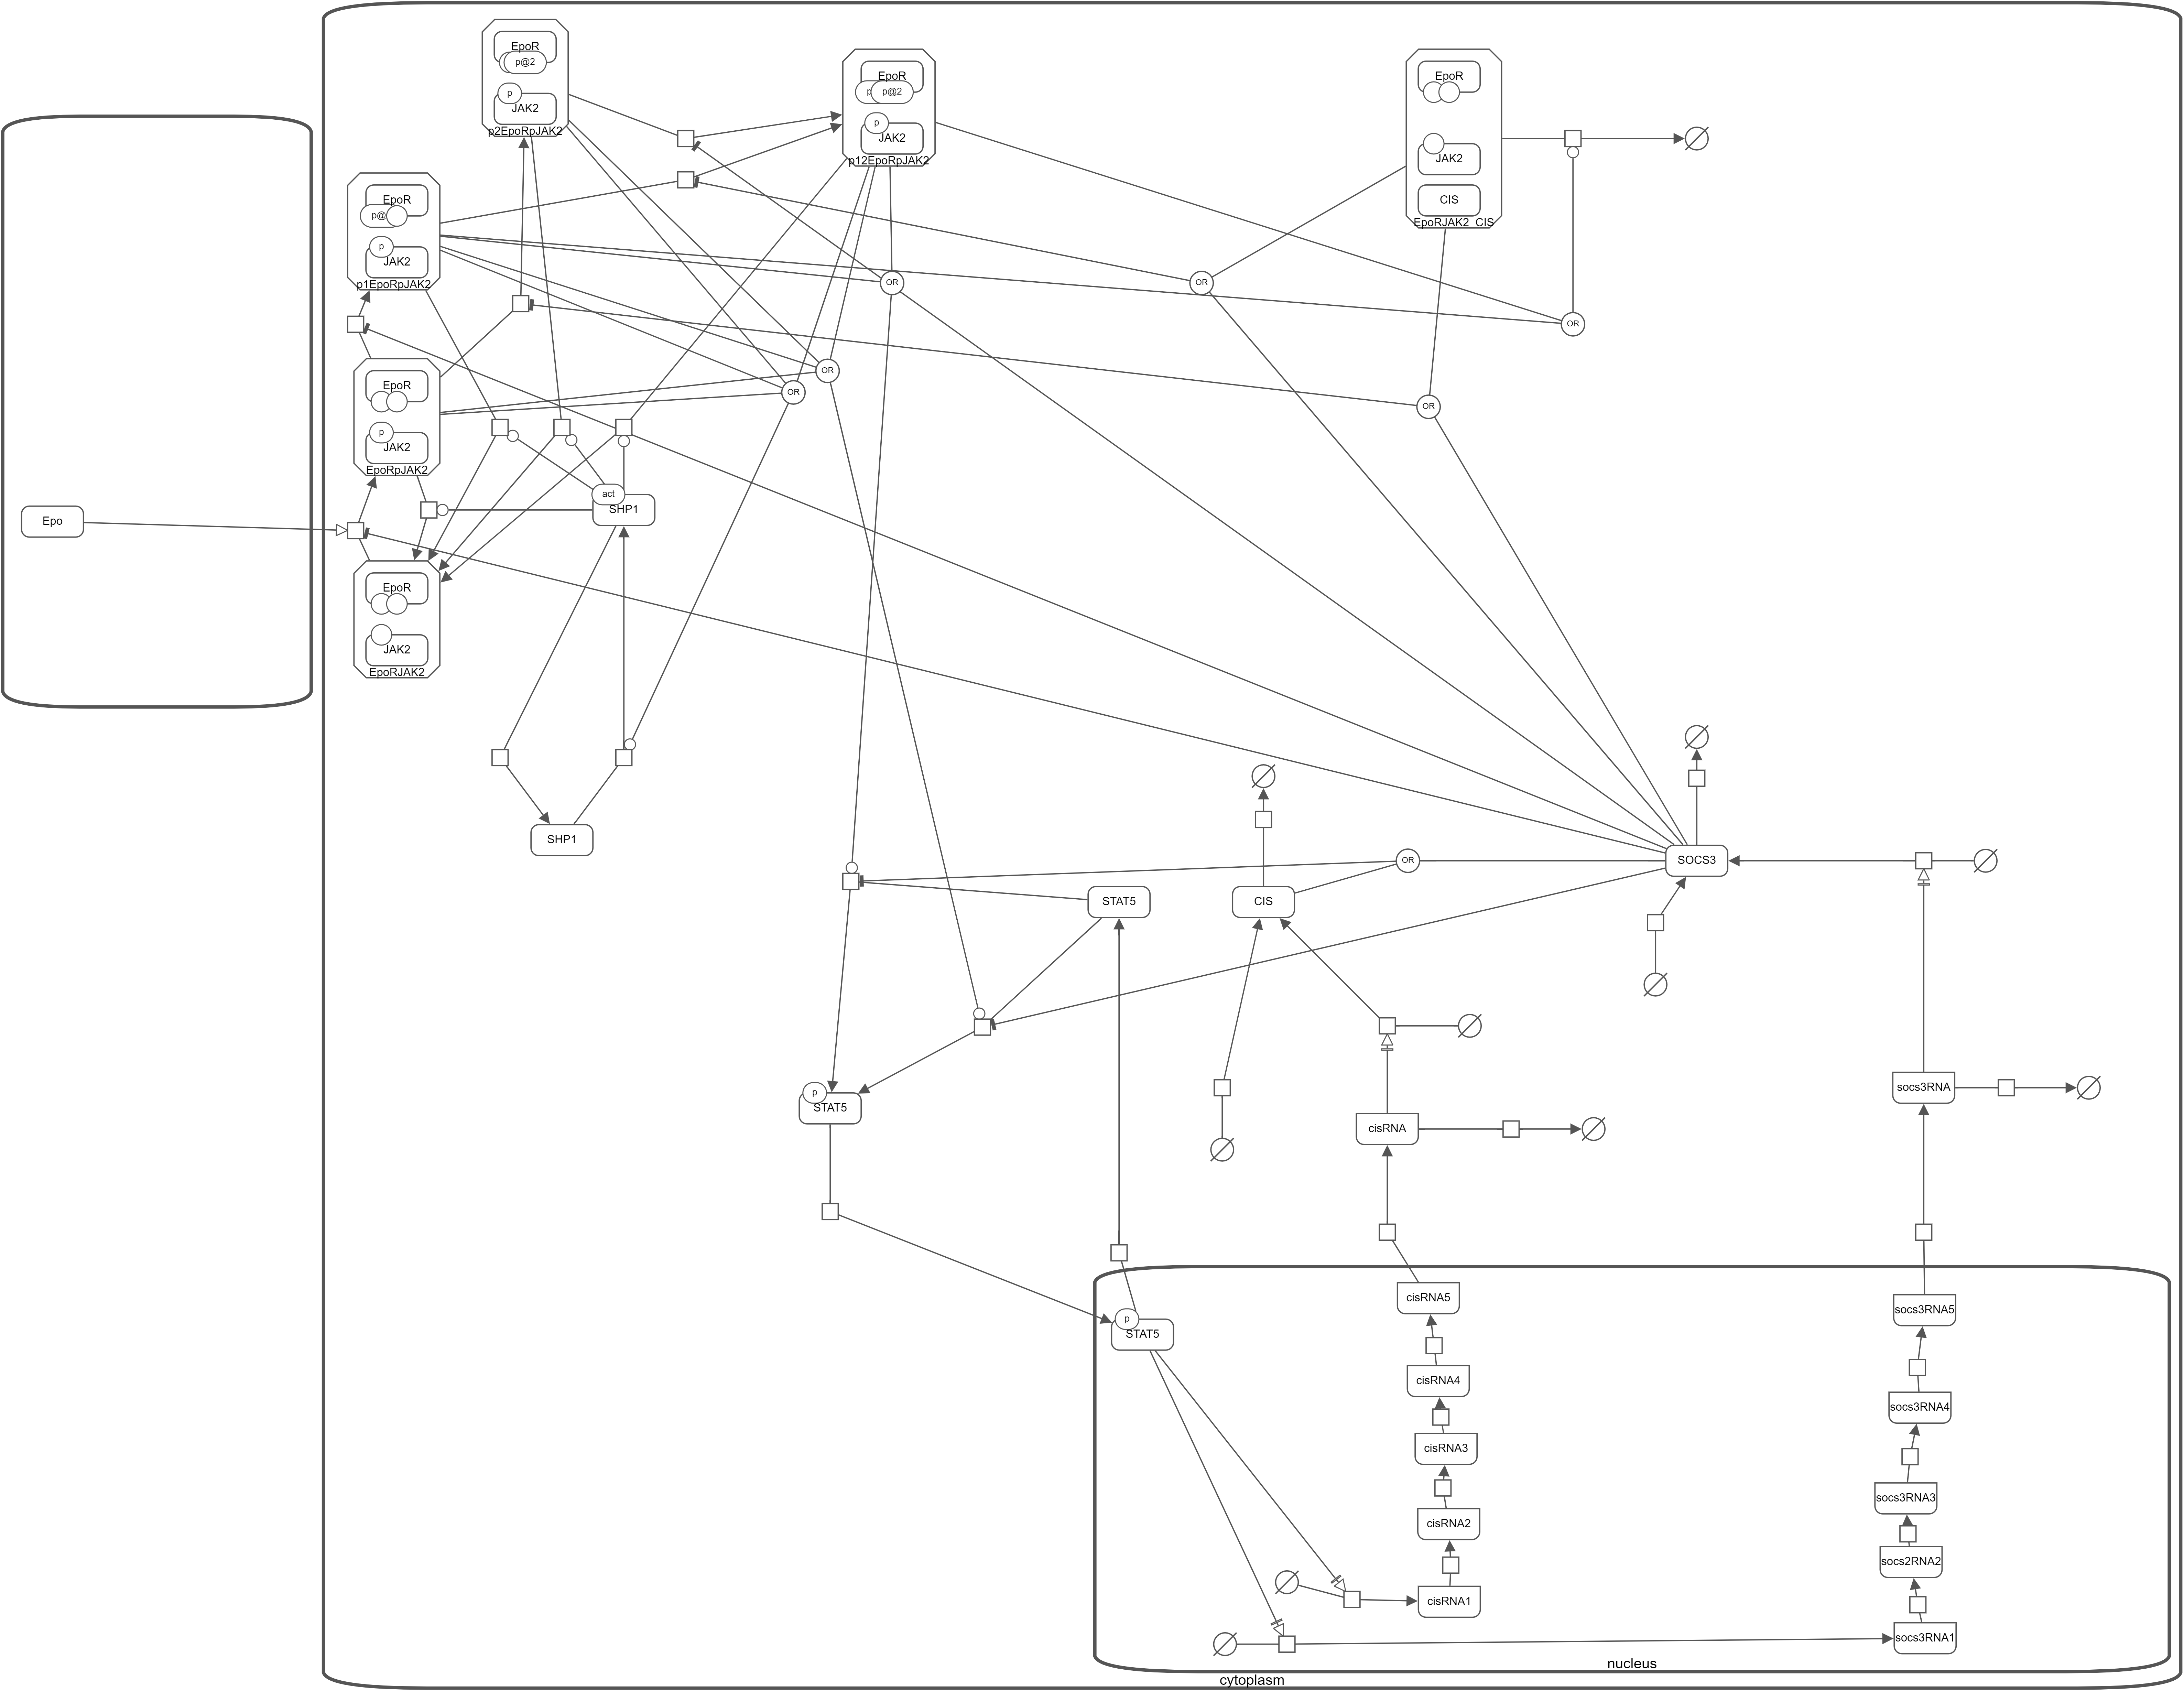 EpoR
p@2
p
JAK2
p2EpoRpJAK2
EpoR
p
p@2
p
JAK2
p12EpoRpJAK2
EpoR
JAK2
CIS
EpoRJAK2_CIS
EpoR
p@
p
JAK2
p1EpoRpJAK2
OR
OR
OR
EpoR
p
JAK2
EpoRpJAK2
OR
OR
OR
act
SHP1
Epo
EpoR
JAK2
EpoRJAK2
SHP1
OR
SOCS3
STAT5
CIS
p
STAT5
cisRNA
socs3RNA
cisRNA5
socs3RNA5
p
STAT5
cisRNA4
socs3RNA4
cisRNA3
socs3RNA3
cisRNA2
socs2RNA2
cisRNA1
socs3RNA1
nucleus
cytoplasm